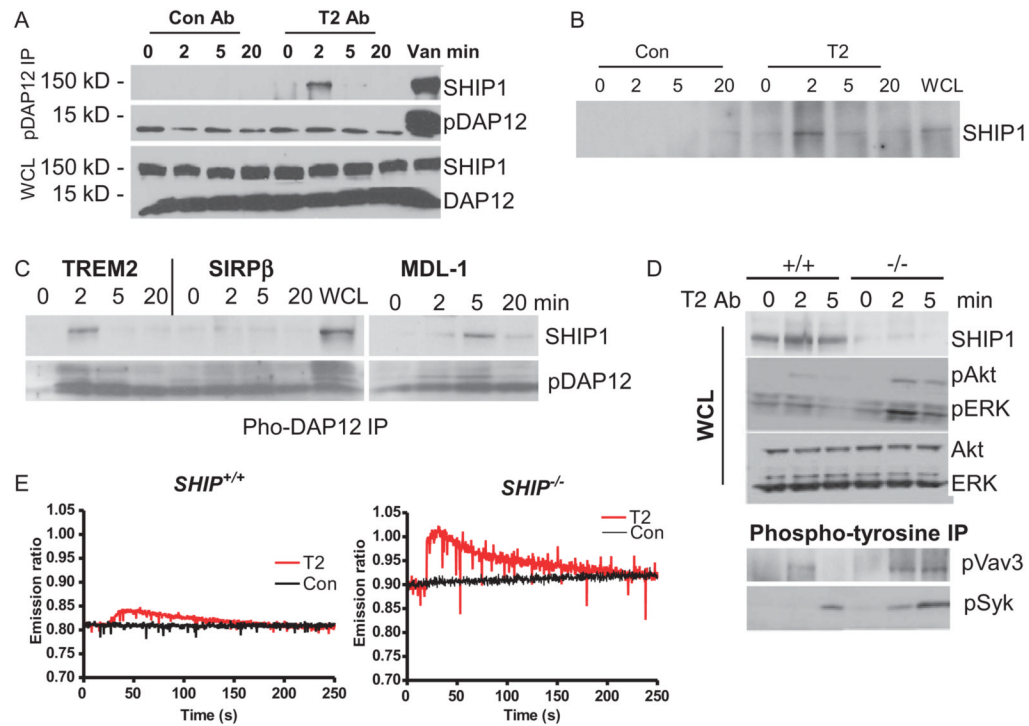 A
Con Ab T2 Ab
0 2 5 20 0 2 5 20 Van min
pDAP12 IP
150 kD - SHIP1
15 kD - pDAP12
WCL
150 kD - SHIP1
15 kD - DAP12
B
Con T2
0 2 5 20 0 2 5 20 WCL
SHIP1
C
TREM2 SIRPβ MDL-1
0 2 5 20 0 2 5 20 WCL 0 2 5 20 min
SHIP1
pDAP12
Pho-DAP12 IP
D
+/+ -/-
T2 Ab 0 2 5 0 2 5 min
WCL
SHIP1
pAkt
pERK
Akt
ERK
Phospho-tyrosine IP
pVav3
pSyk
E
SHIP+/+
Emission ratio
1.05
1.00
0.95
0.90
0.85
0.80
0.75
0.70
T2
Con
0 50 100 150 200 250
Time (s)
SHIP-/-
Emission ratio
1.05
1.00
0.95
0.90
0.85
0.80
0.75
0.70
T2
Con
0 50 100 150 200 250
Time (s)